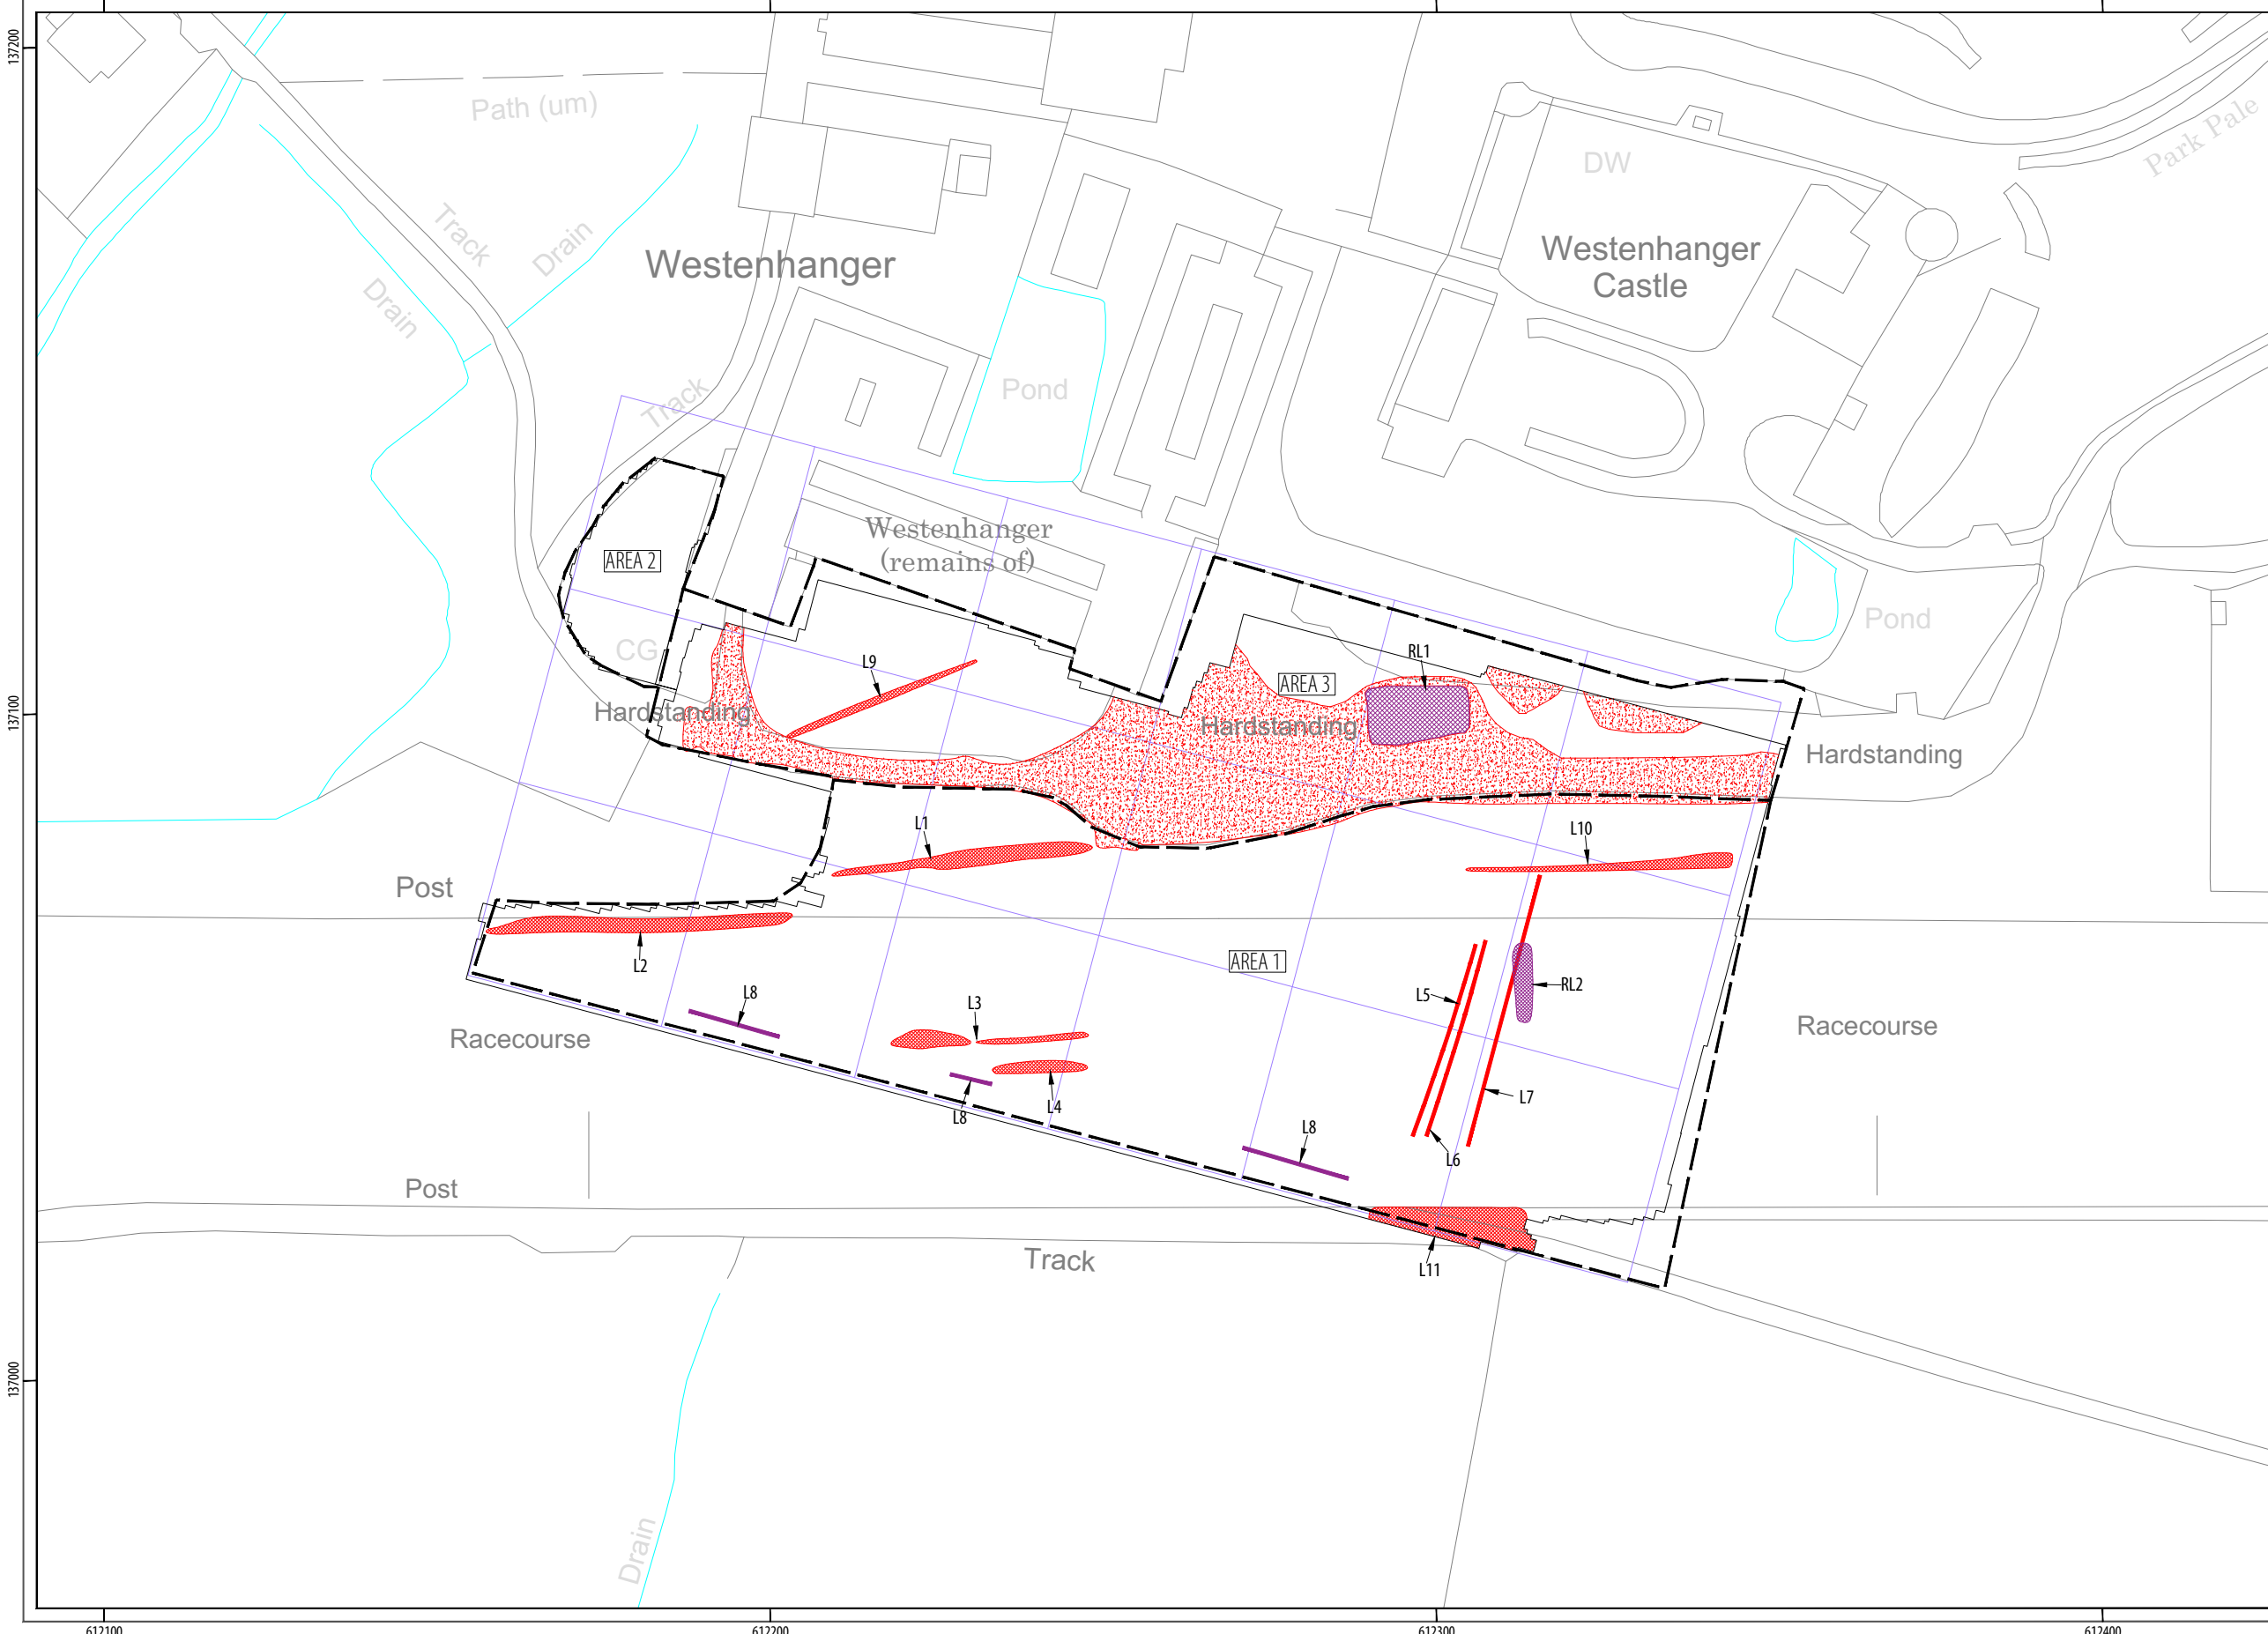 137200
Path (um)
Park Pale
DW
Track
Drain
Westenhanger
Westenhanger
Castle
Drain
Track
Pond
Westenhanger
(remains of)
AREA 2
Pond
CG
L9
RL1
AREA 3
137100
Hardstanding
Hardstanding
Hardstanding
L1
L10
Post
L2
AREA 1
RL2
L8
L3
L5
Racecourse
Racecourse
L7
L4
L8
L8
L6
Post
Track
L11
137000
Drain
612100
612200
612300
612400